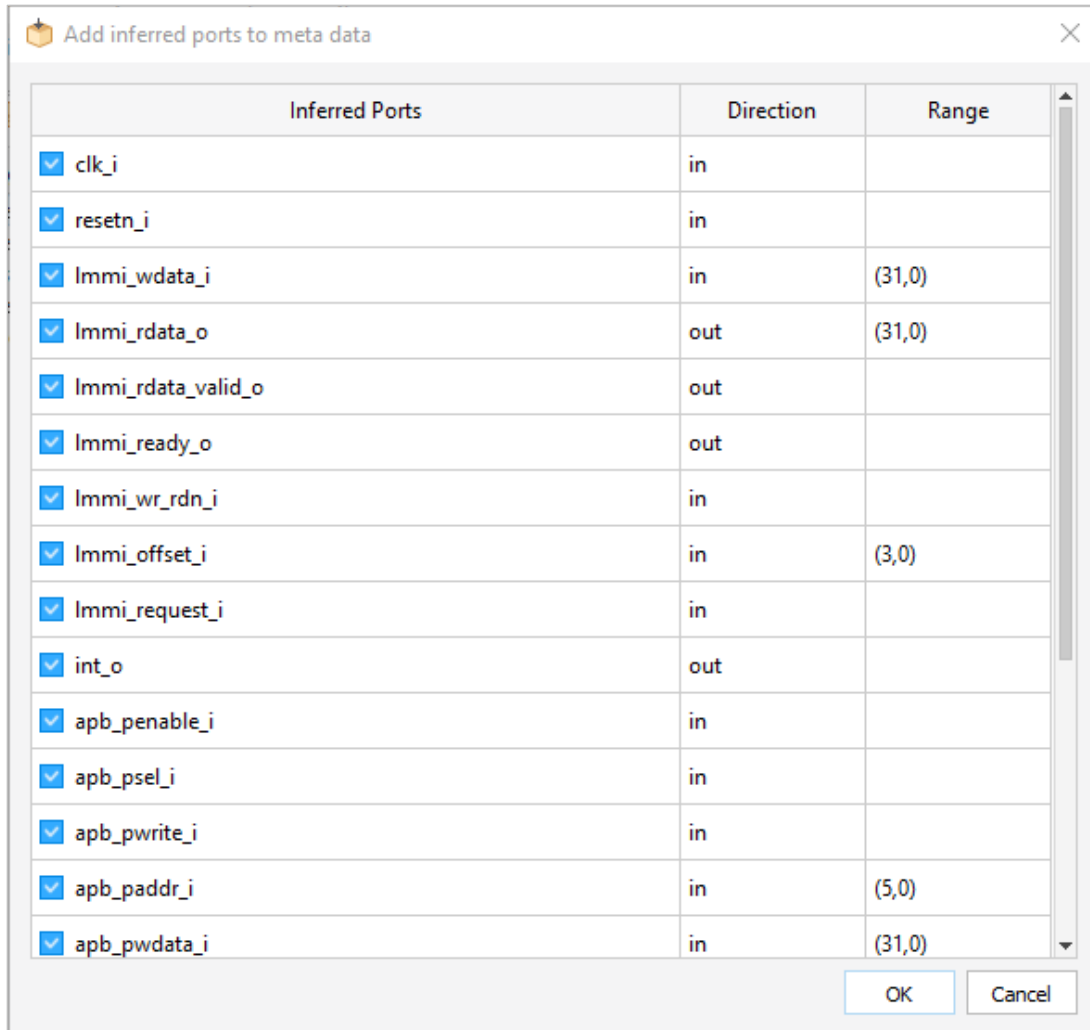 Add inferred ports to meta data
Inferred Ports Direction Range
clk_i in
resetn_i in
lmmi_wdata_i in (31,0)
lmmi_rdata_o out (31,0)
lmmi_rdata_valid_o out
lmmi_ready_o out
lmmi_wr_rdn_i in
lmmi_offset_i in (3,0)
lmmi_request_i in
int_o out
apb_penable_i in
apb_psel_i in
apb_pwrite_i in
apb_paddr_i in (5,0)
apb_pwdata_i in (31,0)
OK Cancel